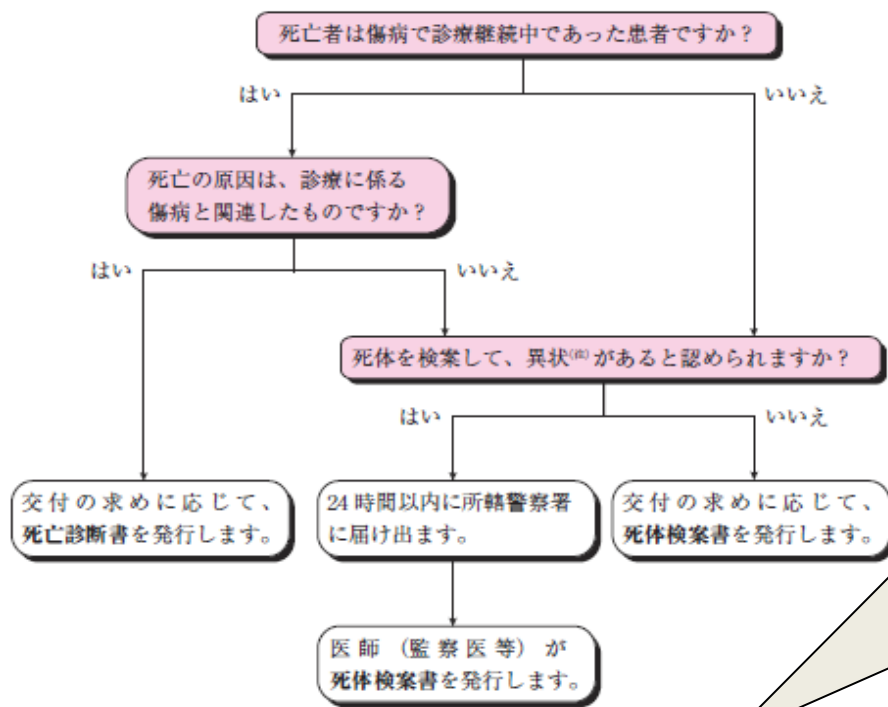 死亡者は傷病で診療継続中であった患者ですか？
はい
いいえ
死亡の原因は、診療に係る
傷病と関連したものですか？
はい
いいえ
死体を検案して、異状(注)があると認められますか？
はい
いいえ
交付の求めに応じて、
死亡診断書を発行します。
24時間以内に所轄警察署
に届け出ます。
交付の求めに応じて、
死体検案書を発行します。
医師（監察医等）が
死体検案書を発行します。